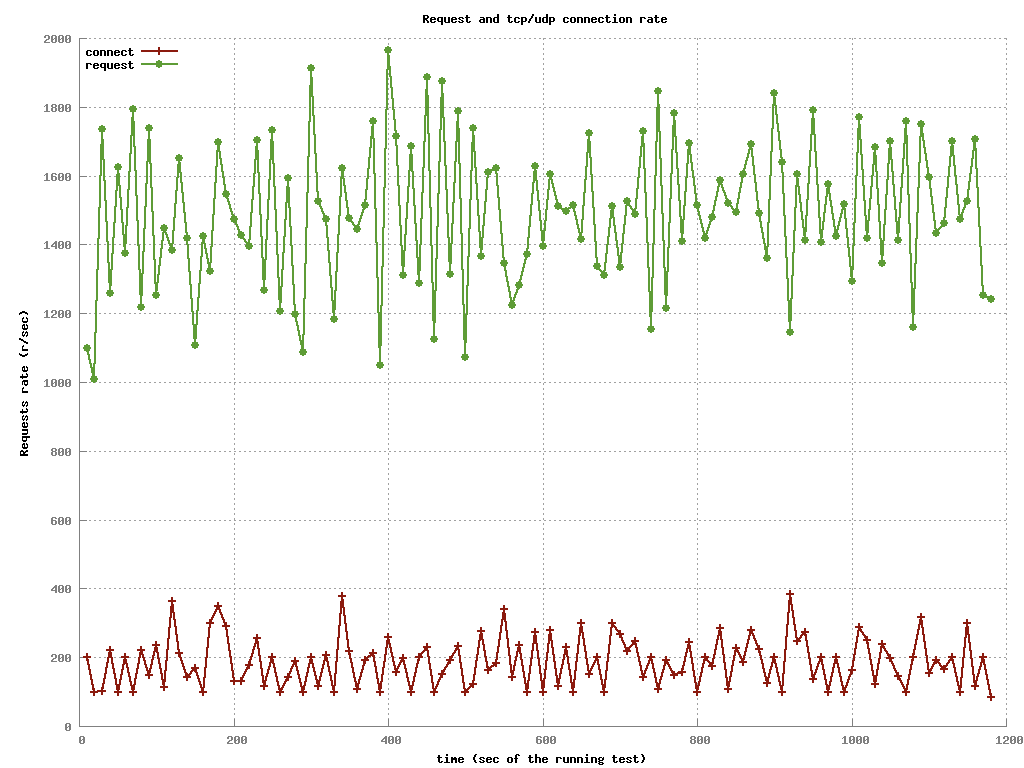 Request and tcp/udp connection rate
2000
connect
request
1800
1600
1400
1200
Requests rate (r/sec)
1000
800
600
400
200
0
0 200 400 600 800 1000 1200
time (sec of the running test)